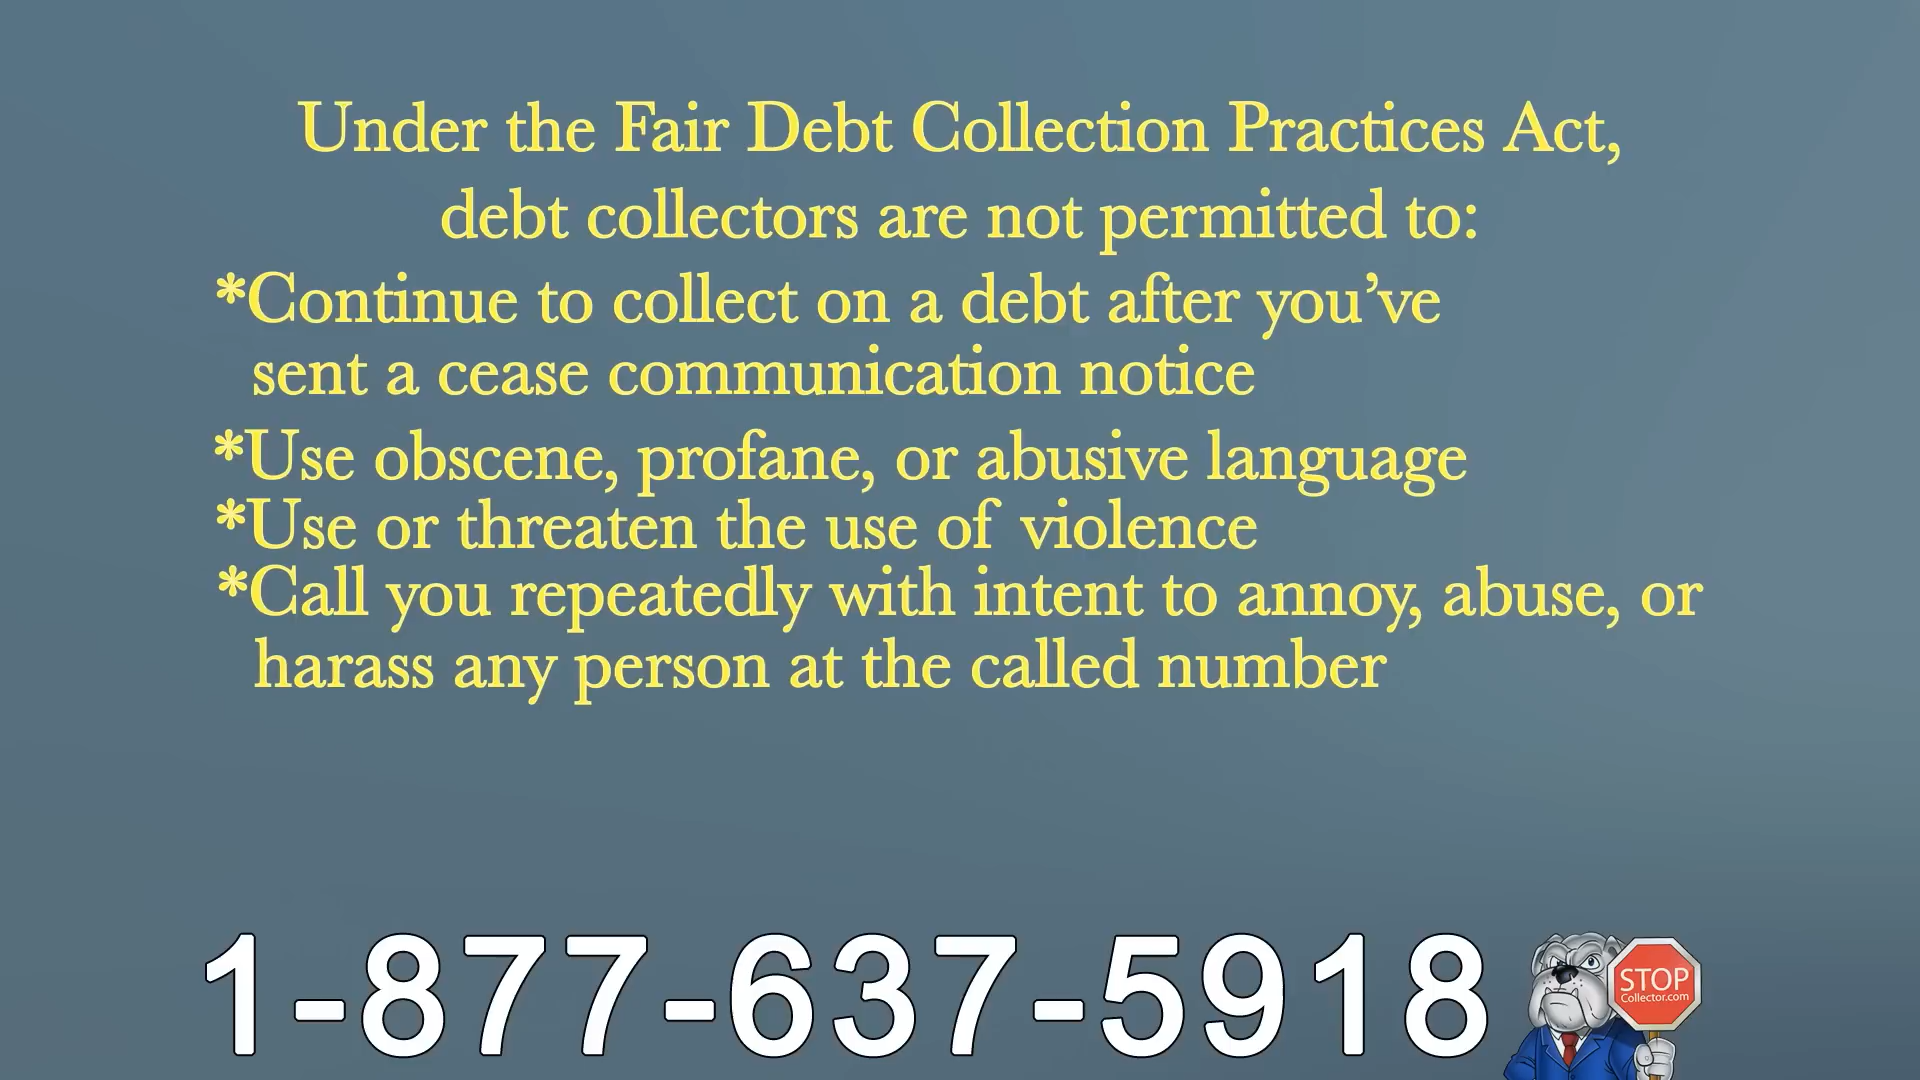 Under the Fair Debt Collection Practices Act,
debt collectors are not permitted to:
*Continue to collect on a debt after you’ve
sent a cease communication notice
*Use obscene, profane, or abusive language
*Use or threaten the use of violence
*Call you repeatedly with intent to annoy, abuse, or
harass any person at the called number
1-877-637-5918
STOP
Collector.com